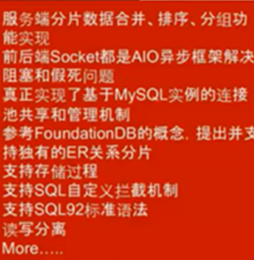 服务端分片数据合并、排序、分组功
能实现
前后端Socket都是AIO异步框架解决
阻塞和假死问题
真正实现了基于MySQL实例的连接
池共享和管理机制
参考FoundationDB的概念，提出并支
持独有的ER关系分片
支持存储过程
支持SQL自定义拦截机制
支持SQL92标准语法
读写分离
More.....